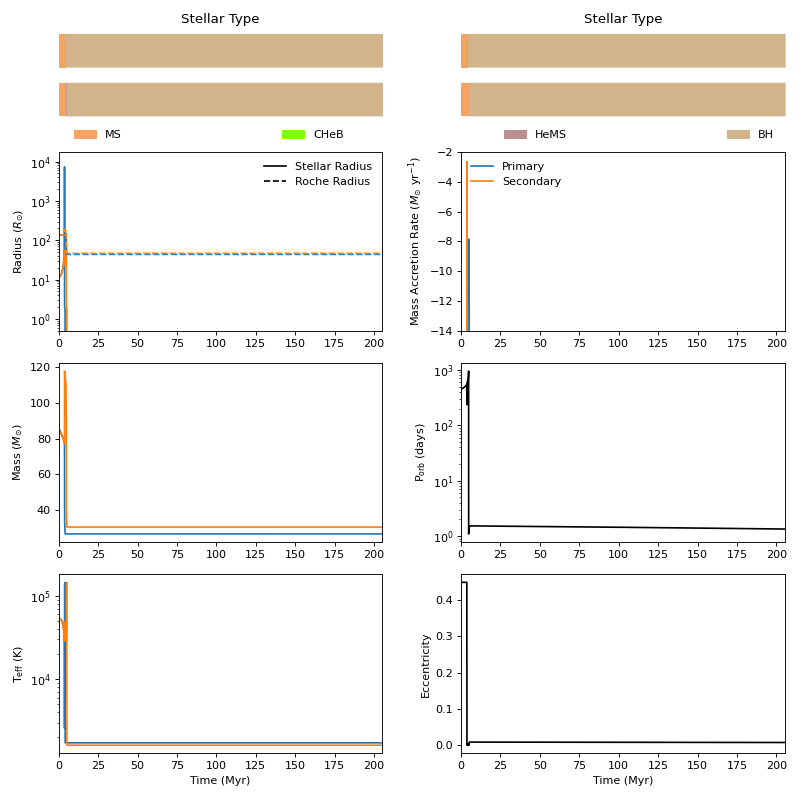 Stellar Type
Stellar Type
MS
CHeB
HeMS
BH
10^4
10^3
10^2
10^1
10^0
Radius (R⊙)
Stellar Radius
Roche Radius
0 25 50 75 100 125 150 175 200
−2
−4
−6
−8
−10
−12
−14
Mass Accretion Rate (M⊙ yr^−1)
Primary
Secondary
0 25 50 75 100 125 150 175 200
120
100
80
60
40
Mass (M⊙)
0 25 50 75 100 125 150 175 200
10^3
10^2
10^1
10^0
P_orb (days)
0 25 50 75 100 125 150 175 200
10^5
10^4
T_eff (K)
0 25 50 75 100 125 150 175 200
Time (Myr)
0.4
0.3
0.2
0.1
0.0
Eccentricity
0 25 50 75 100 125 150 175 200
Time (Myr)